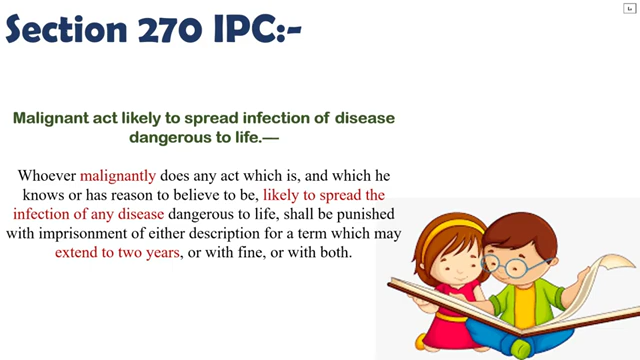 Section 270 IPC:-
Malignant act likely to spread infection of disease
dangerous to life.—
Whoever malignantly does any act which is, and which he
knows or has reason to believe to be, likely to spread the
infection of any disease dangerous to life, shall be punished
with imprisonment of either description for a term which may
extend to two years, or with fine, or with both.